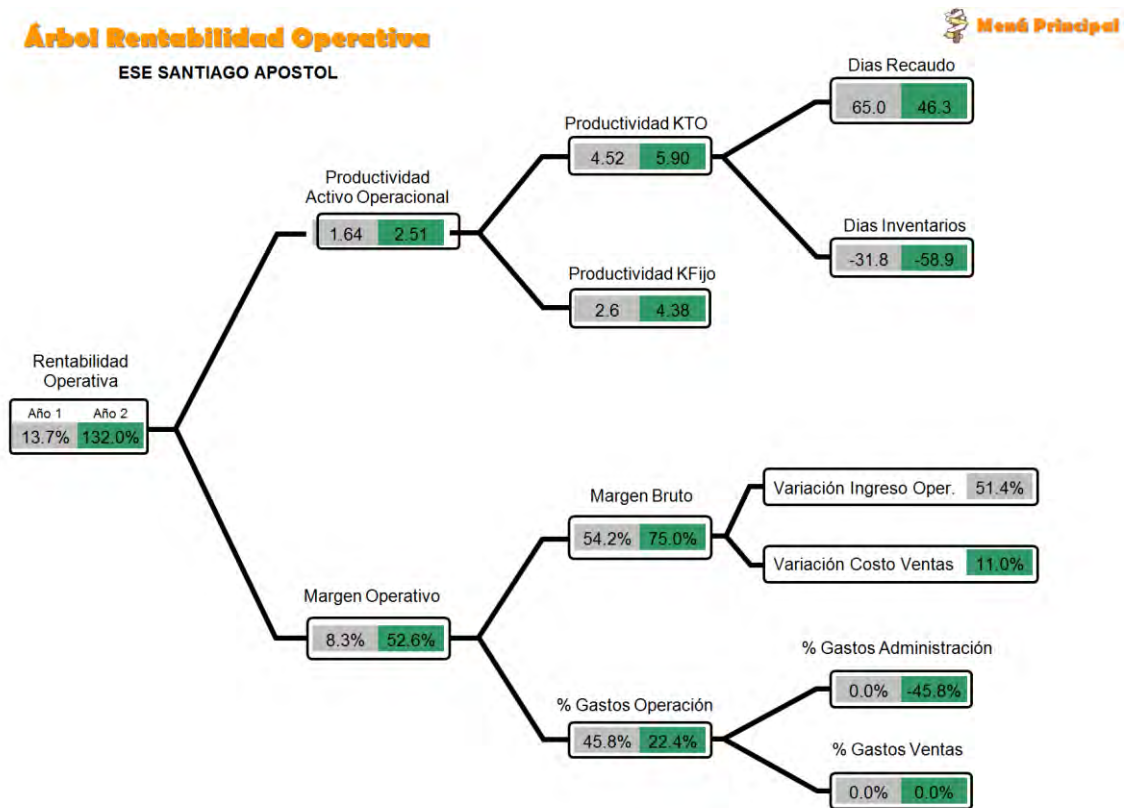 Árbol Rentabilidad Operativa
Menú Principal
ESE SANTIAGO APOSTOL
Dias Recaudo
65.0 46.3
Productividad KTO
4.52 5.90
Productividad
Activo Operacional
1.64 2.51
Dias Inventarios
-31.8 -58.9
Productividad KFijo
2.6 4.38
Rentabilidad
Operativa
Año 1 Año 2
13.7% 132.0%
Margen Bruto
54.2% 75.0%
Variación Ingreso Oper. 51.4%
Variación Costo Ventas 11.0%
Margen Operativo
8.3% 52.6%
% Gastos Administración
0.0% -45.8%
% Gastos Operación
45.8% 22.4%
% Gastos Ventas
0.0% 0.0%